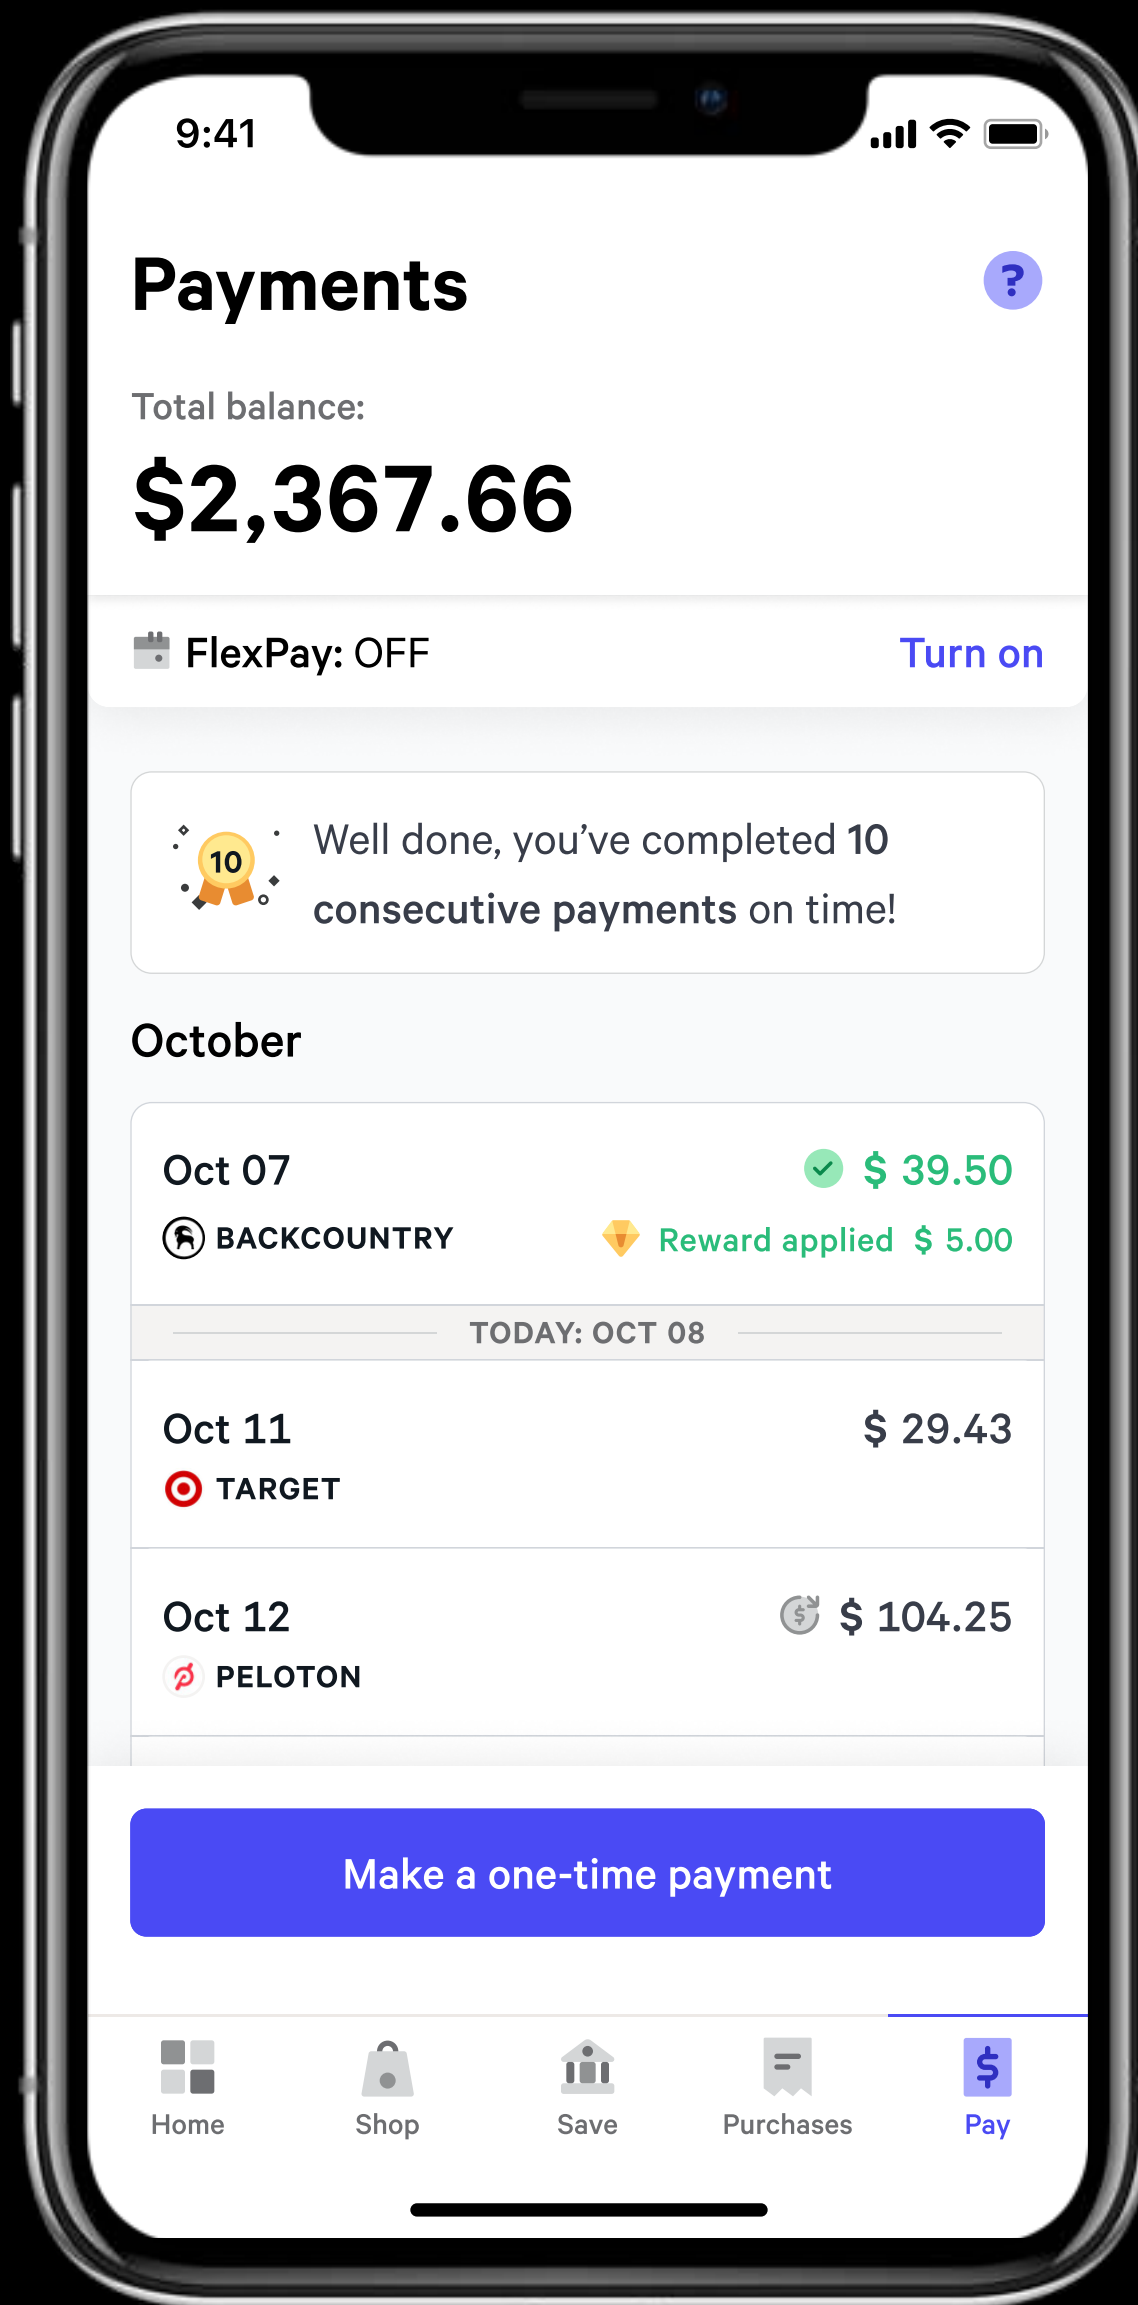 9:41
Payments
?
Total balance:
$2,367.66
FlexPay: OFF
Turn on
10
Well done, you’ve completed 10
consecutive payments on time!
October
Oct 07
$ 39.50
BACKCOUNTRY
Reward applied $ 5.00
TODAY: OCT 08
Oct 11
$ 29.43
TARGET
Oct 12
$ $ 104.25
PELOTON
Make a one-time payment
$
Home Shop Save Purchases Pay